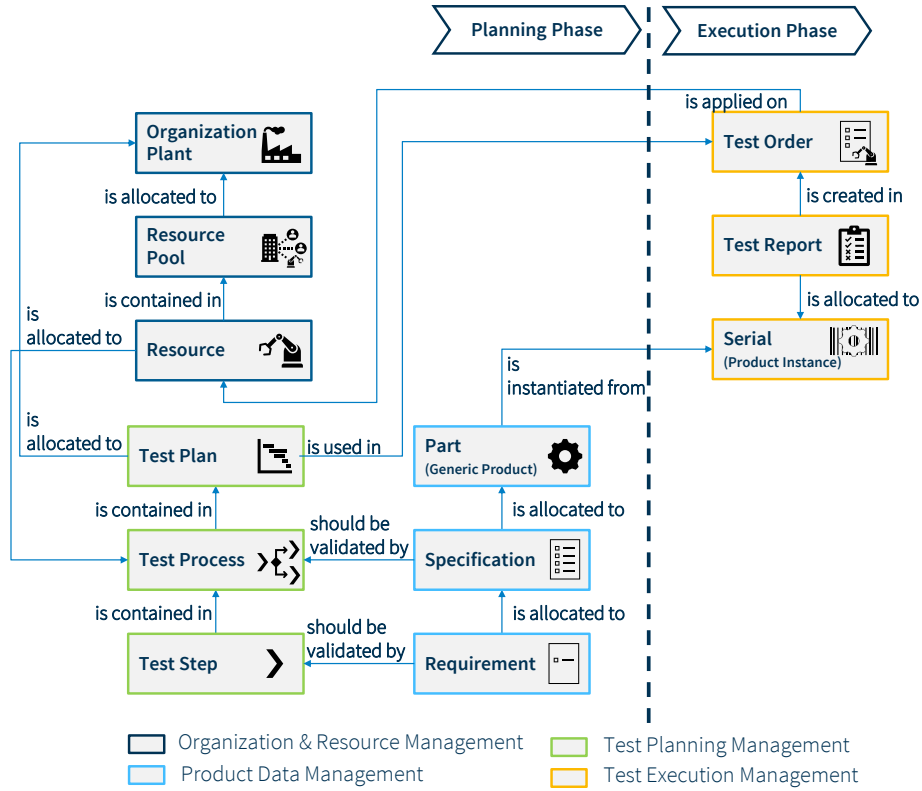 Planning Phase
Execution Phase
is applied on
Organization
Plant
Test Order
is allocated to
is created in
Resource
Pool
Test Report
is contained in
is allocated to
is
allocated to
Resource
Serial
(Product Instance)
is
instantiated from
is
allocated to
Test Plan
is used in
Part
(Generic Product)
is contained in
should be
validated by
is allocated to
Test Process
Specification
is contained in
should be
validated by
is allocated to
Test Step
Requirement
Organization & Resource Management
Test Planning Management
Product Data Management
Test Execution Management